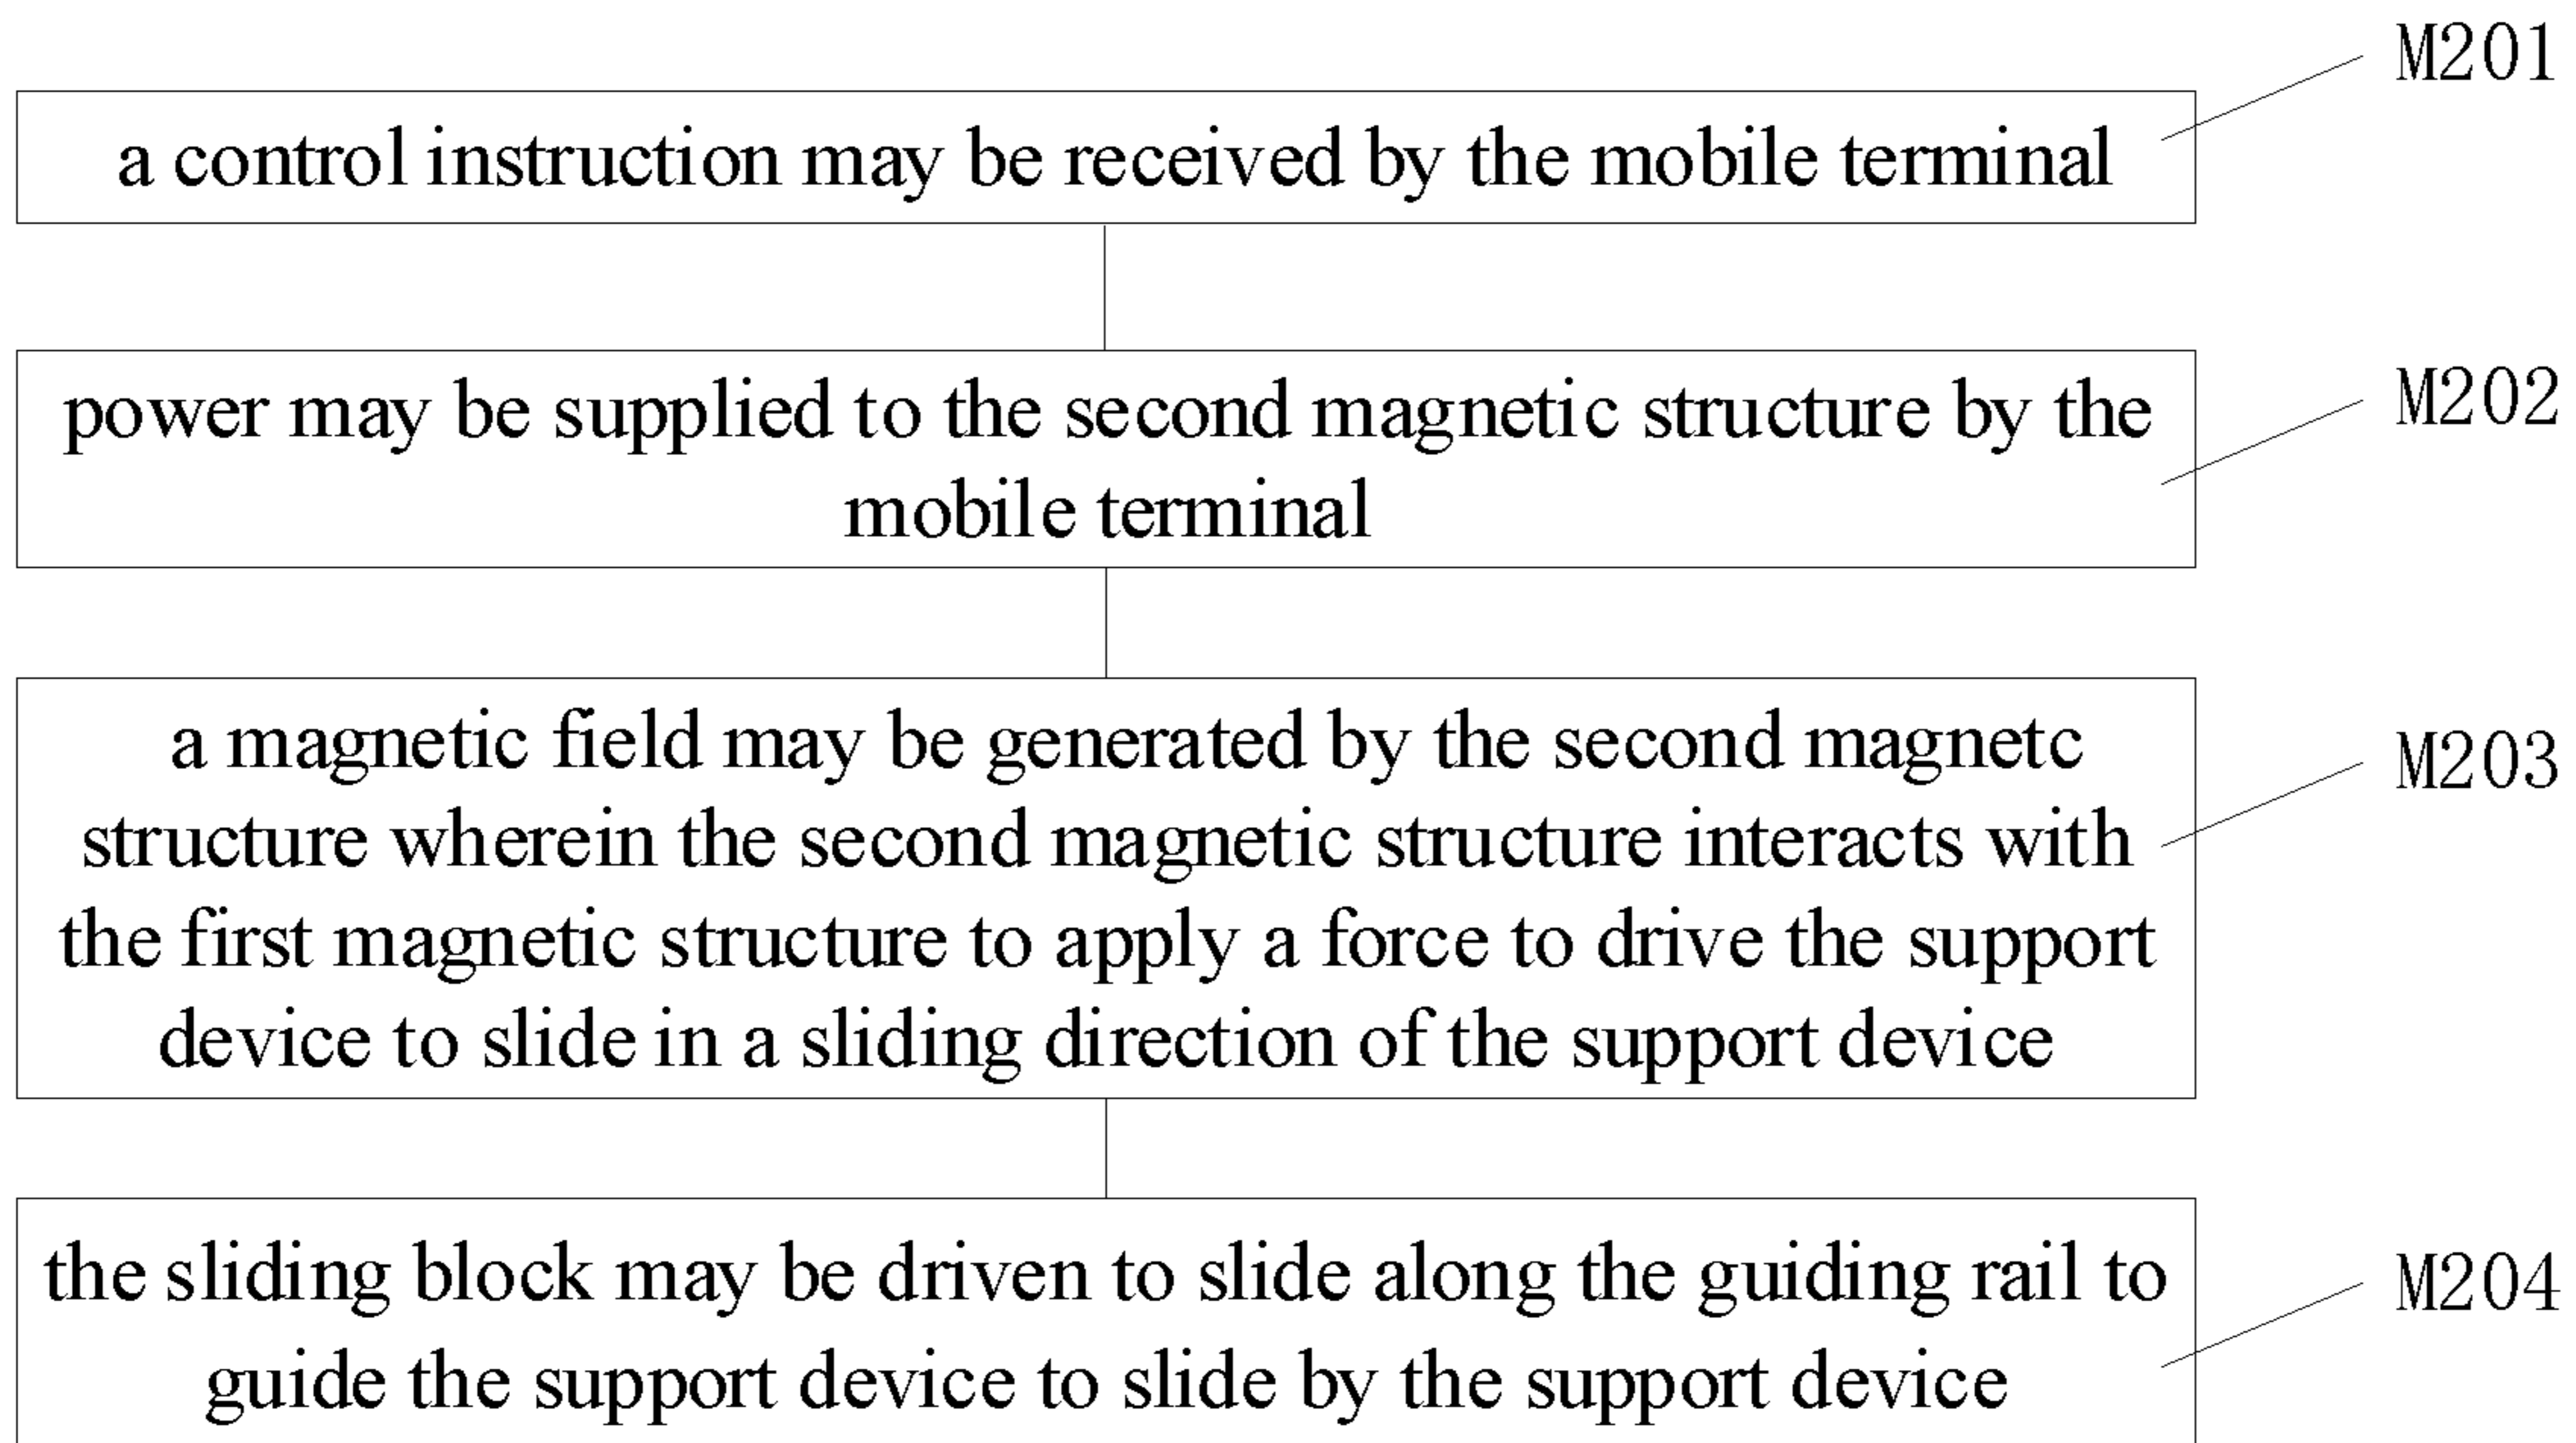 M201
a control instruction may be received by the mobile terminal
M202
power may be supplied to the second magnetic structure by the
mobile terminal
M203
a magnetic field may be generated by the second magnetc
structure wherein the second magnetic structure interacts with
the first magnetic structure to apply a force to drive the support
device to slide in a sliding direction of the support device
M204
the sliding block may be driven to slide along the guiding rail to
guide the support device to slide by the support device